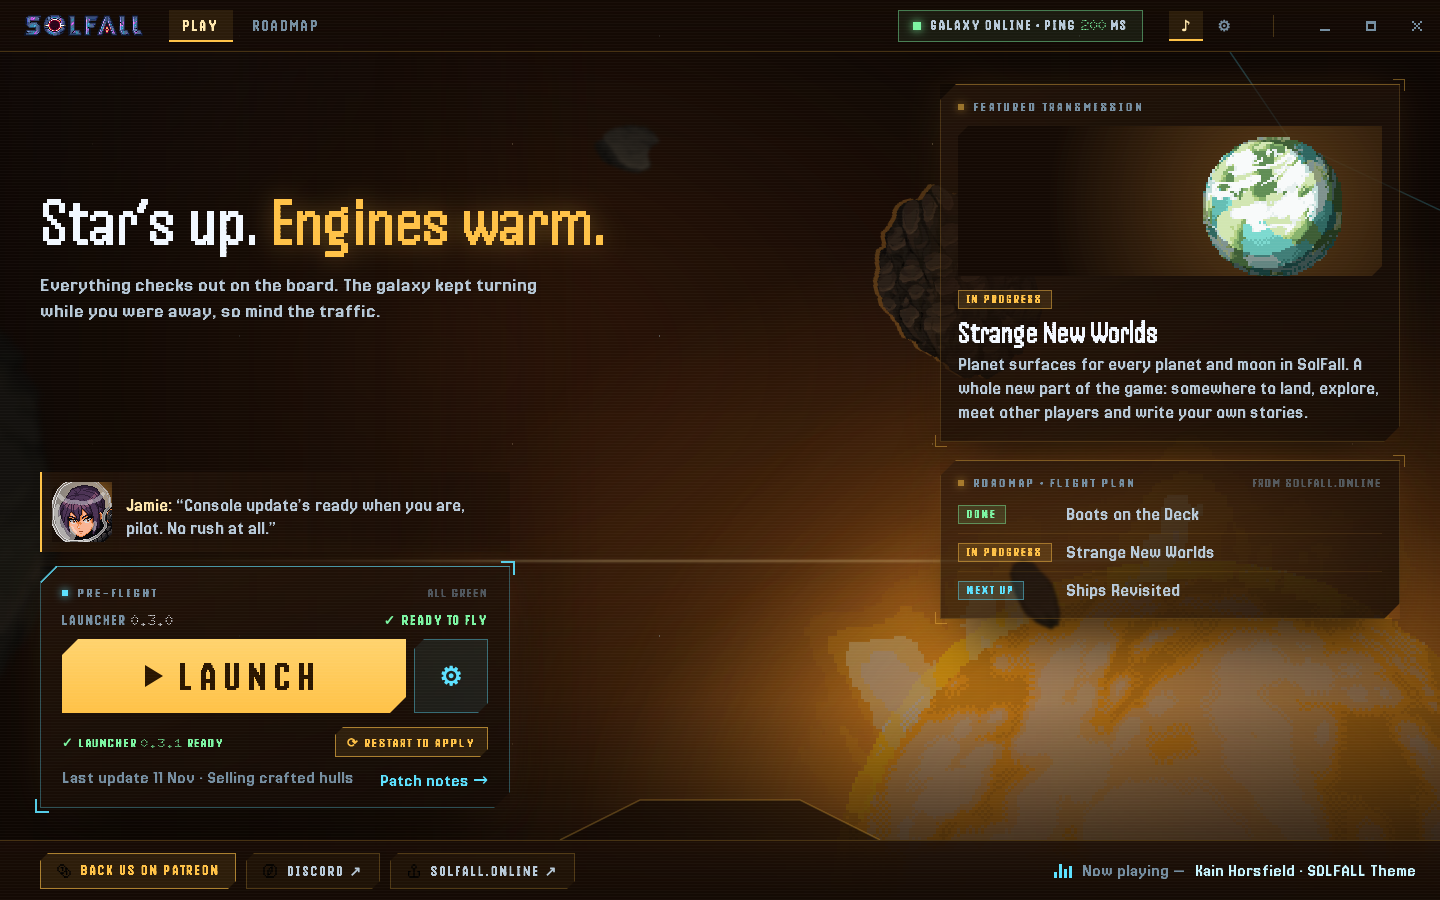 SOLFALL
PLAY
ROADMAP
GALAXY ONLINE • PING 200 MS
FEATURED TRANSMISSION
Star's up. Engines warm.
Everything checks out on the board. The galaxy kept turning
while you were away, so mind the traffic.
IN PROGRESS
Strange New Worlds
Planet surfaces for every planet and moon in SolFall. A
whole new part of the game: somewhere to land, explore,
meet other players and write your own stories.
Jamie: “Console update's ready when you are,
pilot. No rush at all.”
ROADMAP • FLIGHT PLAN
FROM SOLFALL.ONLINE
DONE Boots on the Deck
IN PROGRESS Strange New Worlds
NEXT UP Ships Revisited
PRE-FLIGHT
ALL GREEN
LAUNCHER 0.3.0
✓ READY TO FLY
▶ LAUNCH
✓ LAUNCHER 0.3.1 READY
⟳ RESTART TO APPLY
Last update 11 Nov · Selling crafted hulls
Patch notes →
BACK US ON PATREON
DISCORD ↗
SOLFALL.ONLINE ↗
Now playing — Kain Horsfield · SOLFALL Theme